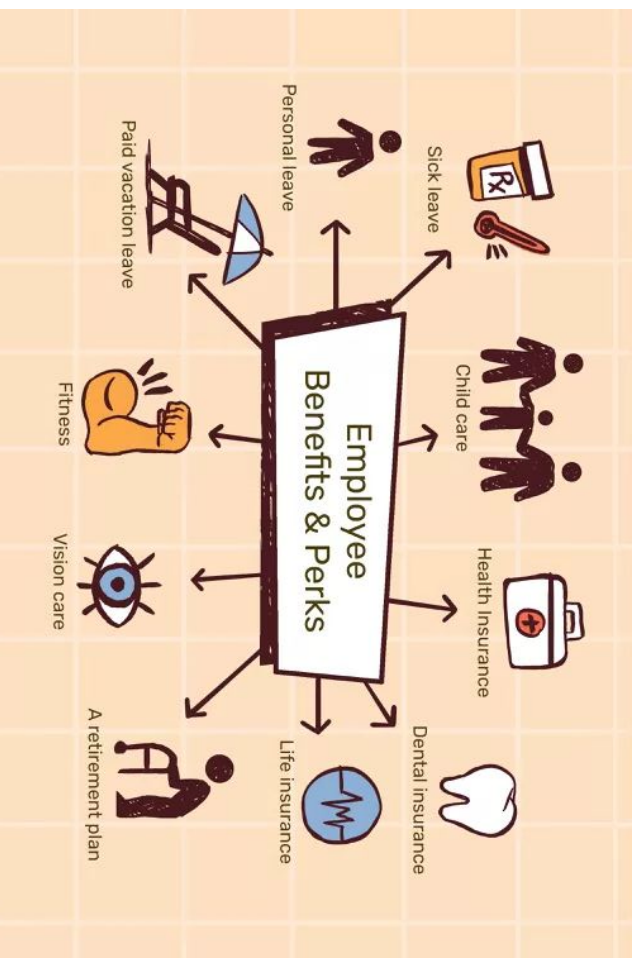 Sick leave
Child care
Health Insurance
Dental insurance
Personal leave
Employee
Benefits & Perks
Life insurance
Paid vacation leave
Fitness
Vision care
A retirement plan
Rx